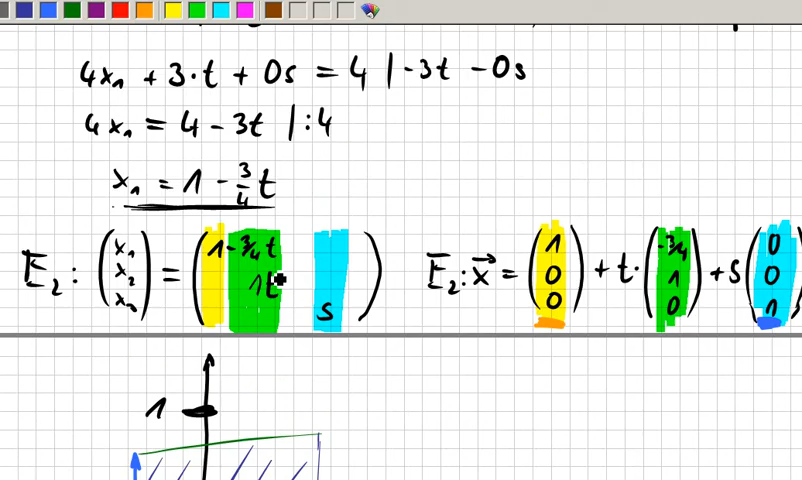 4x₁ + 3·t + 0s = 4 | -3t - 0s
4x₁ = 4 - 3t | :4
x₁ = 1 - 3/4 t
E₂: (x₁ x₂ x₃) = (1 - 3/4 t 1t s) E₂: x⃗ = (1 0 0) + t· (-3/4 1 0) + s (0 0 1)
1